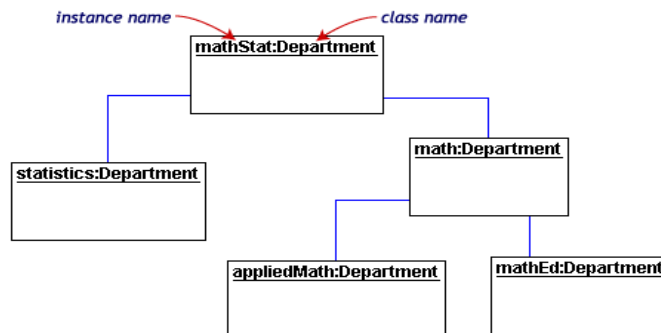 instance name
class name
mathStat:Department
statistics:Department
math:Department
appliedMath:Department
mathEd:Department